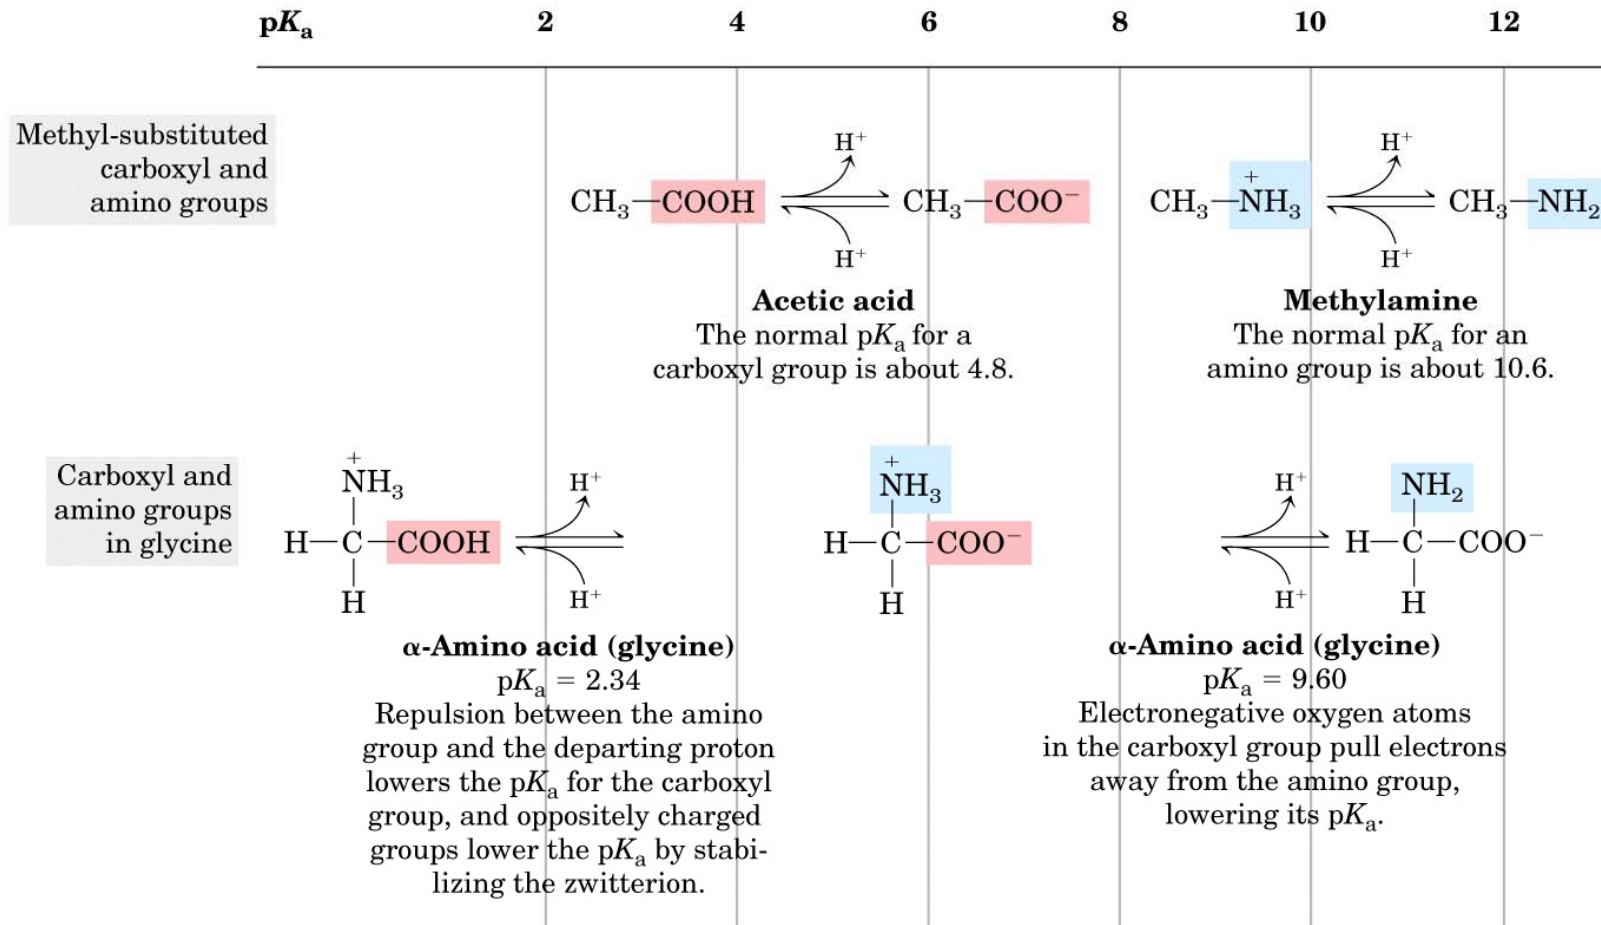 pKa 2 4 6 8 10 12
Methyl-substituted
carboxyl and
amino groups
H⁺ H⁺
CH₃—COOH CH₃—COO⁻ CH₃—N⁺H₃ CH₃—NH₂
H⁺ H⁺
Acetic acid
The normal pKa for a
carboxyl group is about 4.8.
Methylamine
The normal pKa for an
amino group is about 10.6.
Carboxyl and
amino groups
in glycine
N⁺H₃ H⁺ N⁺H₃ H⁺ NH₂
H—C—COOH H—C—COO⁻ H—C—COO⁻
H H⁺ H H⁺ H
α-Amino acid (glycine)
pKa = 2.34
Repulsion between the amino
group and the departing proton
lowers the pKa for the carboxyl
group, and oppositely charged
groups lower the pKa by stabi-
lizing the zwitterion.
α-Amino acid (glycine)
pKa = 9.60
Electronegative oxygen atoms
in the carboxyl group pull electrons
away from the amino group,
lowering its pKa.